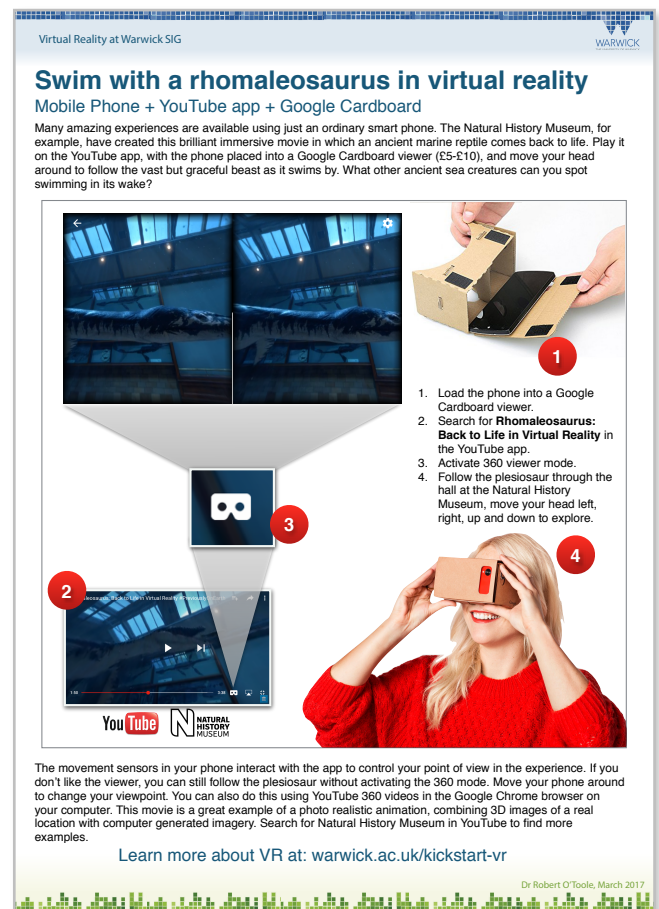 Virtual Reality at Warwick SIG
WARWICK
Swim with a rhomaleosaurus in virtual reality
Mobile Phone + YouTube app + Google Cardboard
Many amazing experiences are available using just an ordinary smart phone. The Natural History Museum, for
example, have created this brilliant immersive movie in which an ancient marine reptile comes back to life. Play it
on the YouTube app, with the phone placed into a Google Cardboard viewer (£5-£10), and move your head
around to follow the vast but graceful beast as it swims by. What other ancient sea creatures can you spot
swimming in its wake?
1
1. Load the phone into a Google
Cardboard viewer.
2. Search for Rhomaleosaurus:
Back to Life in Virtual Reality in
the YouTube app.
3. Activate 360 viewer mode.
4. Follow the plesiosaur through the
hall at the Natural History
Museum, move your head left,
right, up and down to explore.
3
4
2
leosaurus: Back to Life in Virtual Reality
YouTube
N NATURAL
HISTORY
MUSEUM
The movement sensors in your phone interact with the app to control your point of view in the experience. If you
don't like the viewer, you can still follow the plesiosaur without activating the 360 mode. Move your phone around
to change your viewpoint. You can also do this using YouTube 360 videos in the Google Chrome browser on
your computer. This movie is a great example of a photo realistic animation, combining 3D images of a real
location with computer generated imagery. Search for Natural History Museum in YouTube to find more
examples.
Learn more about VR at: warwick.ac.uk/kickstart-vr
Dr Robert O'Toole, March 2017